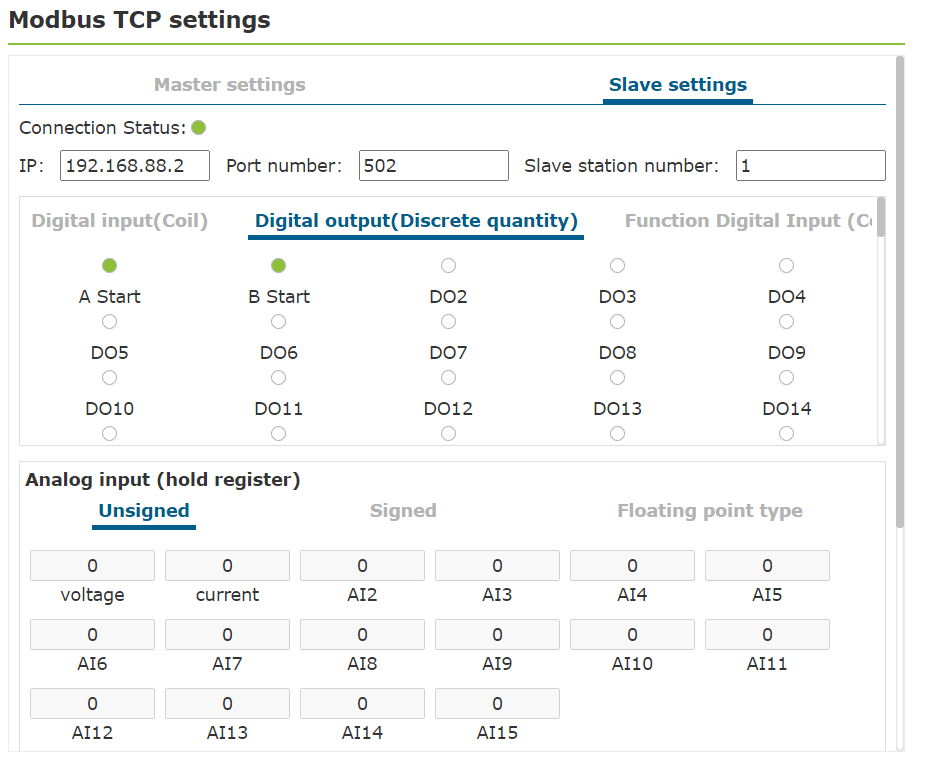 Modbus TCP settings
Master settings Slave settings
Connection Status:
IP: 192.168.88.2 Port number: 502 Slave station number: 1
Digital input(Coil) Digital output(Discrete quantity) Function Digital Input (Co
A Start B Start DO2 DO3 DO4
DO5 DO6 DO7 DO8 DO9
DO10 DO11 DO12 DO13 DO14
Analog input (hold register)
Unsigned Signed Floating point type
0 0 0 0 0 0
voltage current AI2 AI3 AI4 AI5
0 0 0 0 0 0
AI6 AI7 AI8 AI9 AI10 AI11
0 0 0 0
AI12 AI13 AI14 AI15